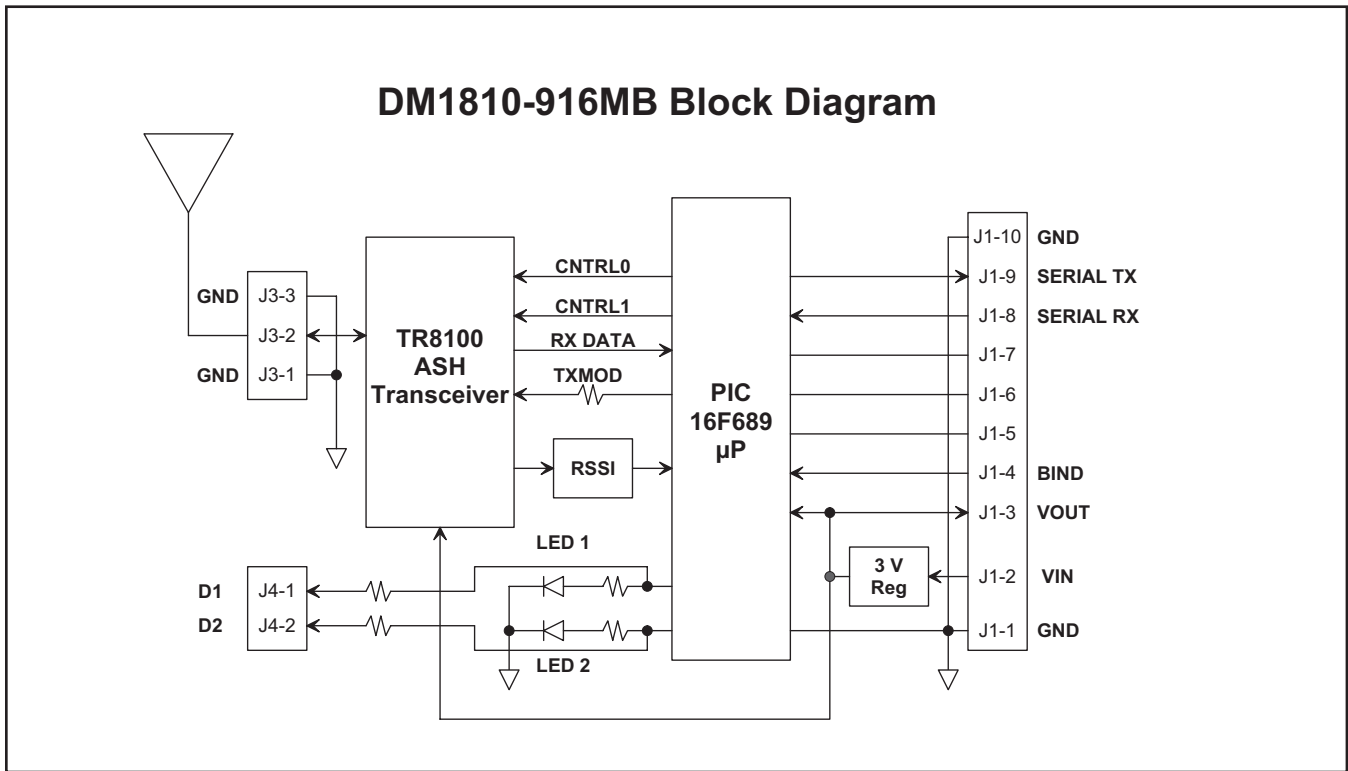 DM1810-916MB Block Diagram
GND
J3-3
J3-2
GND
J3-1
TR8100
ASH
Transceiver
CNTRL0
CNTRL1
RX DATA
TXMOD
RSSI
PIC
16F689
µP
J1-10
GND
J1-9
SERIAL TX
J1-8
SERIAL RX
J1-7
J1-6
J1-5
J1-4
BIND
J1-3
VOUT
3 V
Reg
J1-2
VIN
J1-1
GND
LED 1
LED 2
D1
J4-1
D2
J4-2